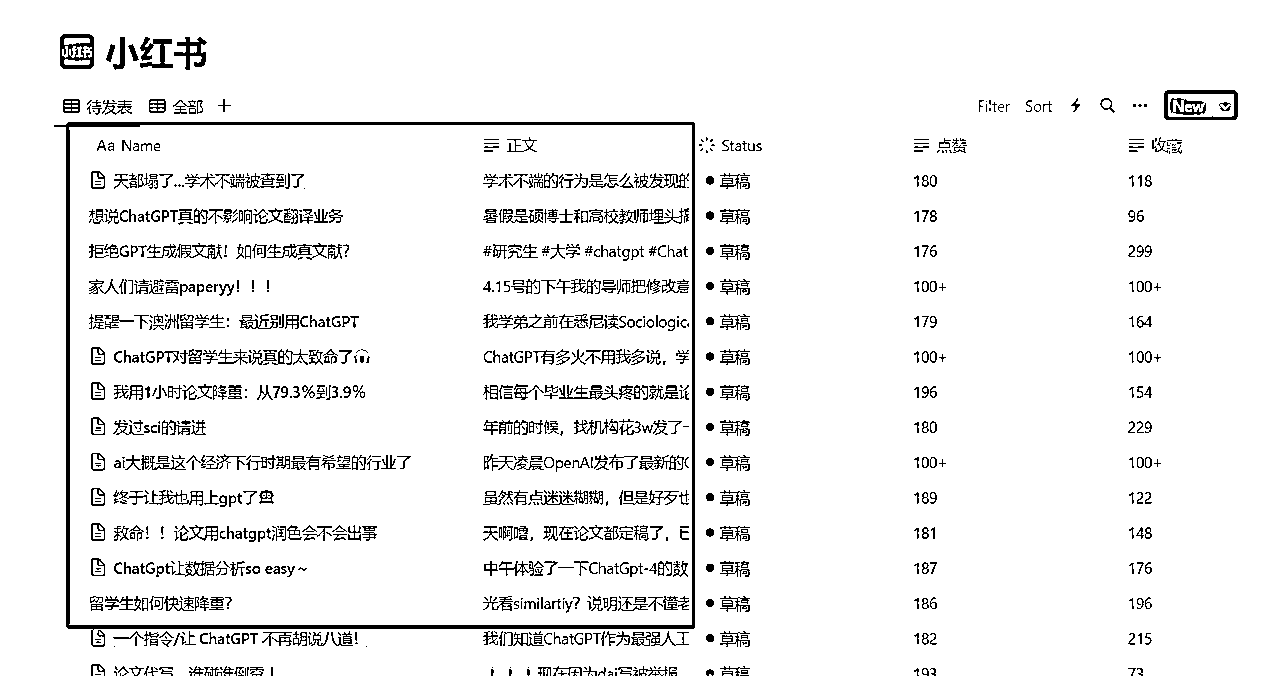 小红书 小红书
待发表 全部 + Filter Sort New
Aa Name 正文 Status 点赞 收藏
天都塌了...学术不端被查到了 学术不端的行为是怎么被发现的 草稿 180 118
想说ChatGPT真的不影响论文翻译业务 暑假是硕博士和高校教师埋头搞 草稿 178 96
拒绝GPT生成假文献！如何生成真文献？ #研究生 #大学 #chatgpt #Chat 草稿 176 299
家人们请避雷paperyy！！！ 4.15号的下午我的导师把修改意 草稿 100+ 100+
提醒一下澳洲留学生：最近别用ChatGPT 我学弟之前在悉尼读Sociologica 草稿 179 164
ChatGPT对留学生来说真的太致命了 ChatGPT有多火不用我多说，学 草稿 100+ 100+
我用1小时论文降重：从79.3%到3.9% 相信每个毕业生最头疼的就是论 草稿 196 154
发过sci的请进 年前的时候，找机构花3w发了一 草稿 180 229
ai大概是这个经济下行时期最有希望的行业了 昨天凌晨OpenAI发布了最新的 草稿 100+ 100+
终于让我也用上gpt了 虽然有点迷迷糊糊，但是好歹也 草稿 189 122
救命！！论文用chatgpt润色会不会出事 天啊噜，现在论文都定稿了，已 草稿 181 148
ChatGpt让数据分析so easy~ 中午体验了一下ChatGpt-4的数 草稿 187 176
留学生如何快速降重？ 光看similartiy？说明还是不懂老 草稿 186 196
一个指令/让 ChatGPT 不再胡说八道！ 我们知道ChatGPT作为最强人工 草稿 182 215
论文代写，谁碰谁倒霉！ ！！！现在因为dai写被举报 草稿 193 73